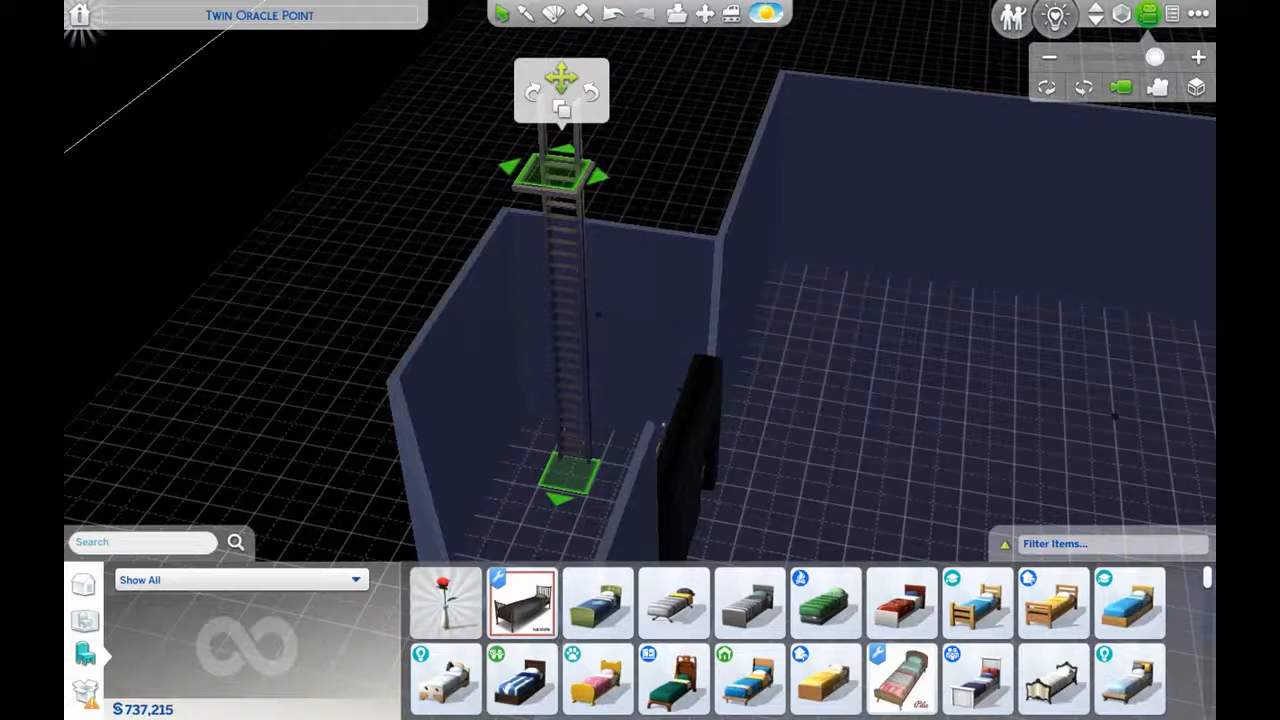 TWIN ORACLE POINT
Search
Filter Items...
Show All
§737,215